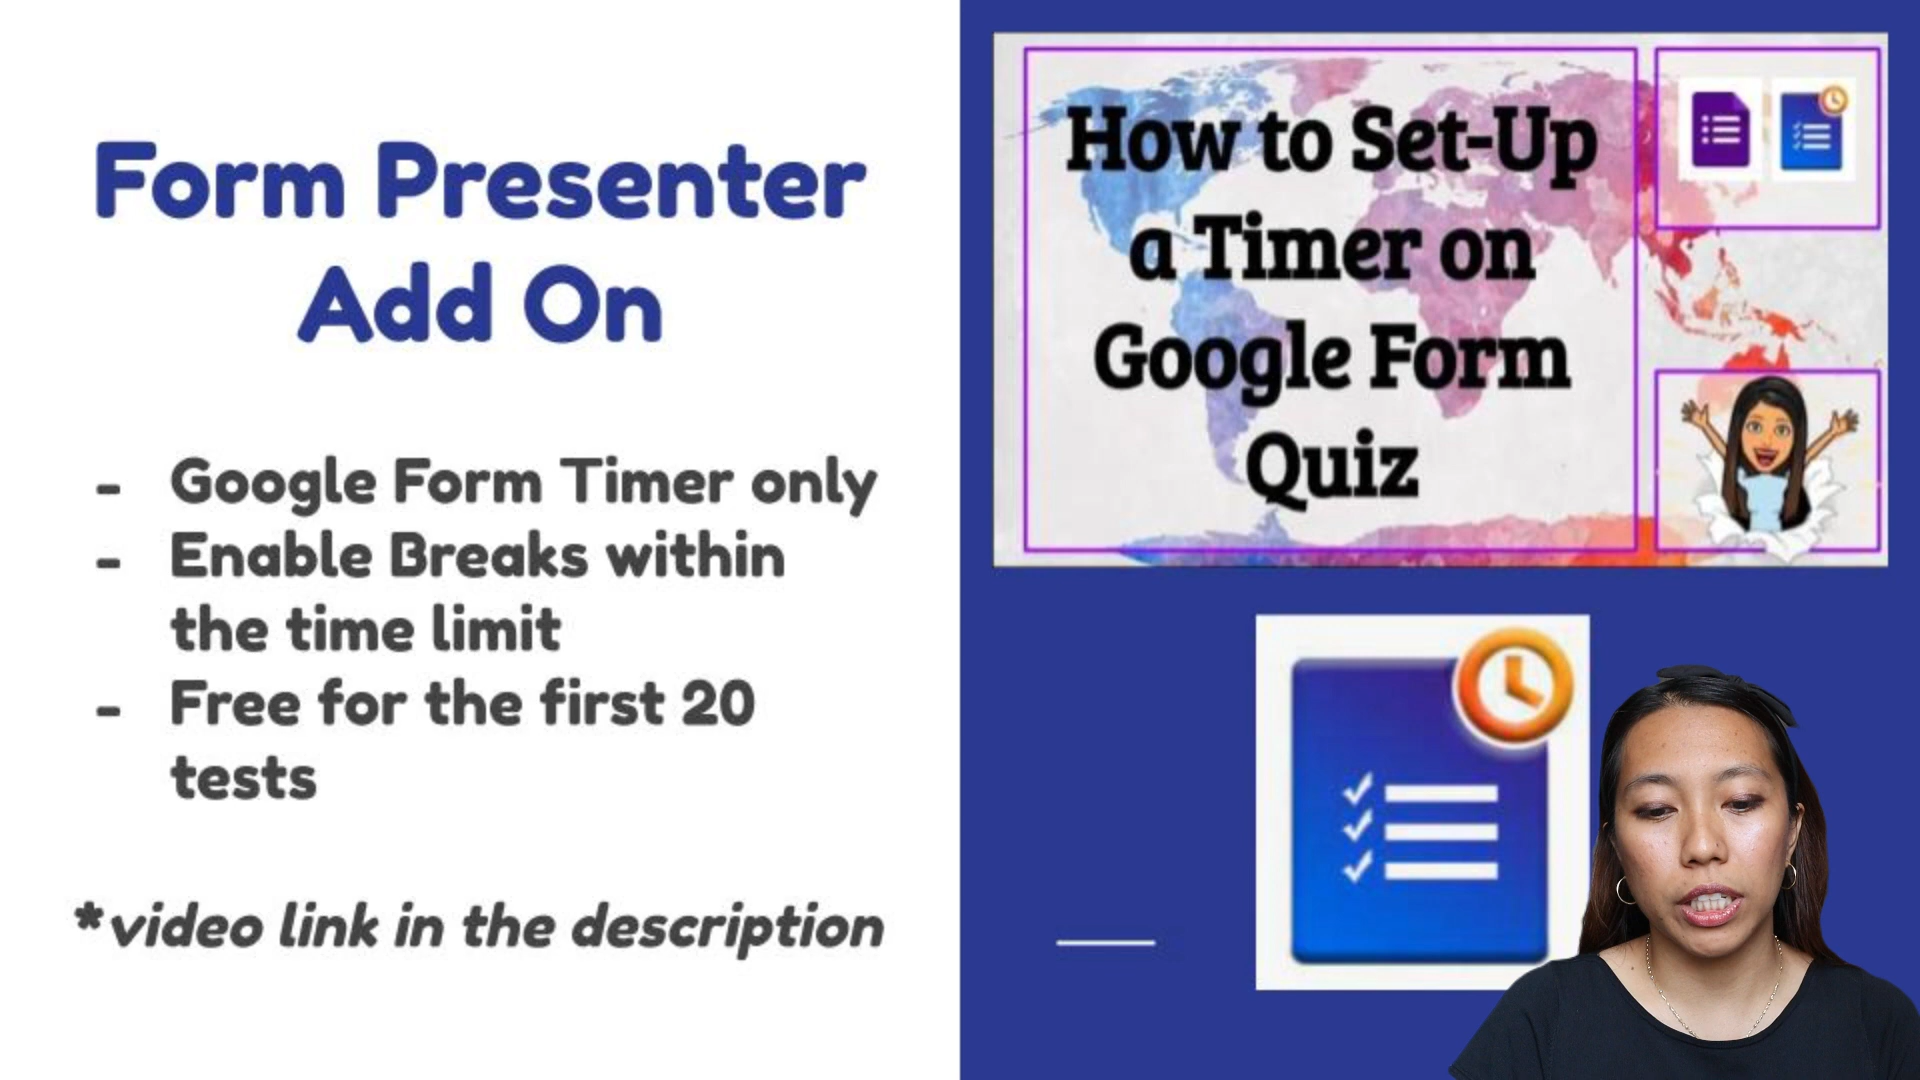 Form Presenter
Add On
- Google Form Timer only
- Enable Breaks within
the time limit
- Free for the first 20
tests
*video link in the description
How to Set-Up
a Timer on
Google Form
Quiz